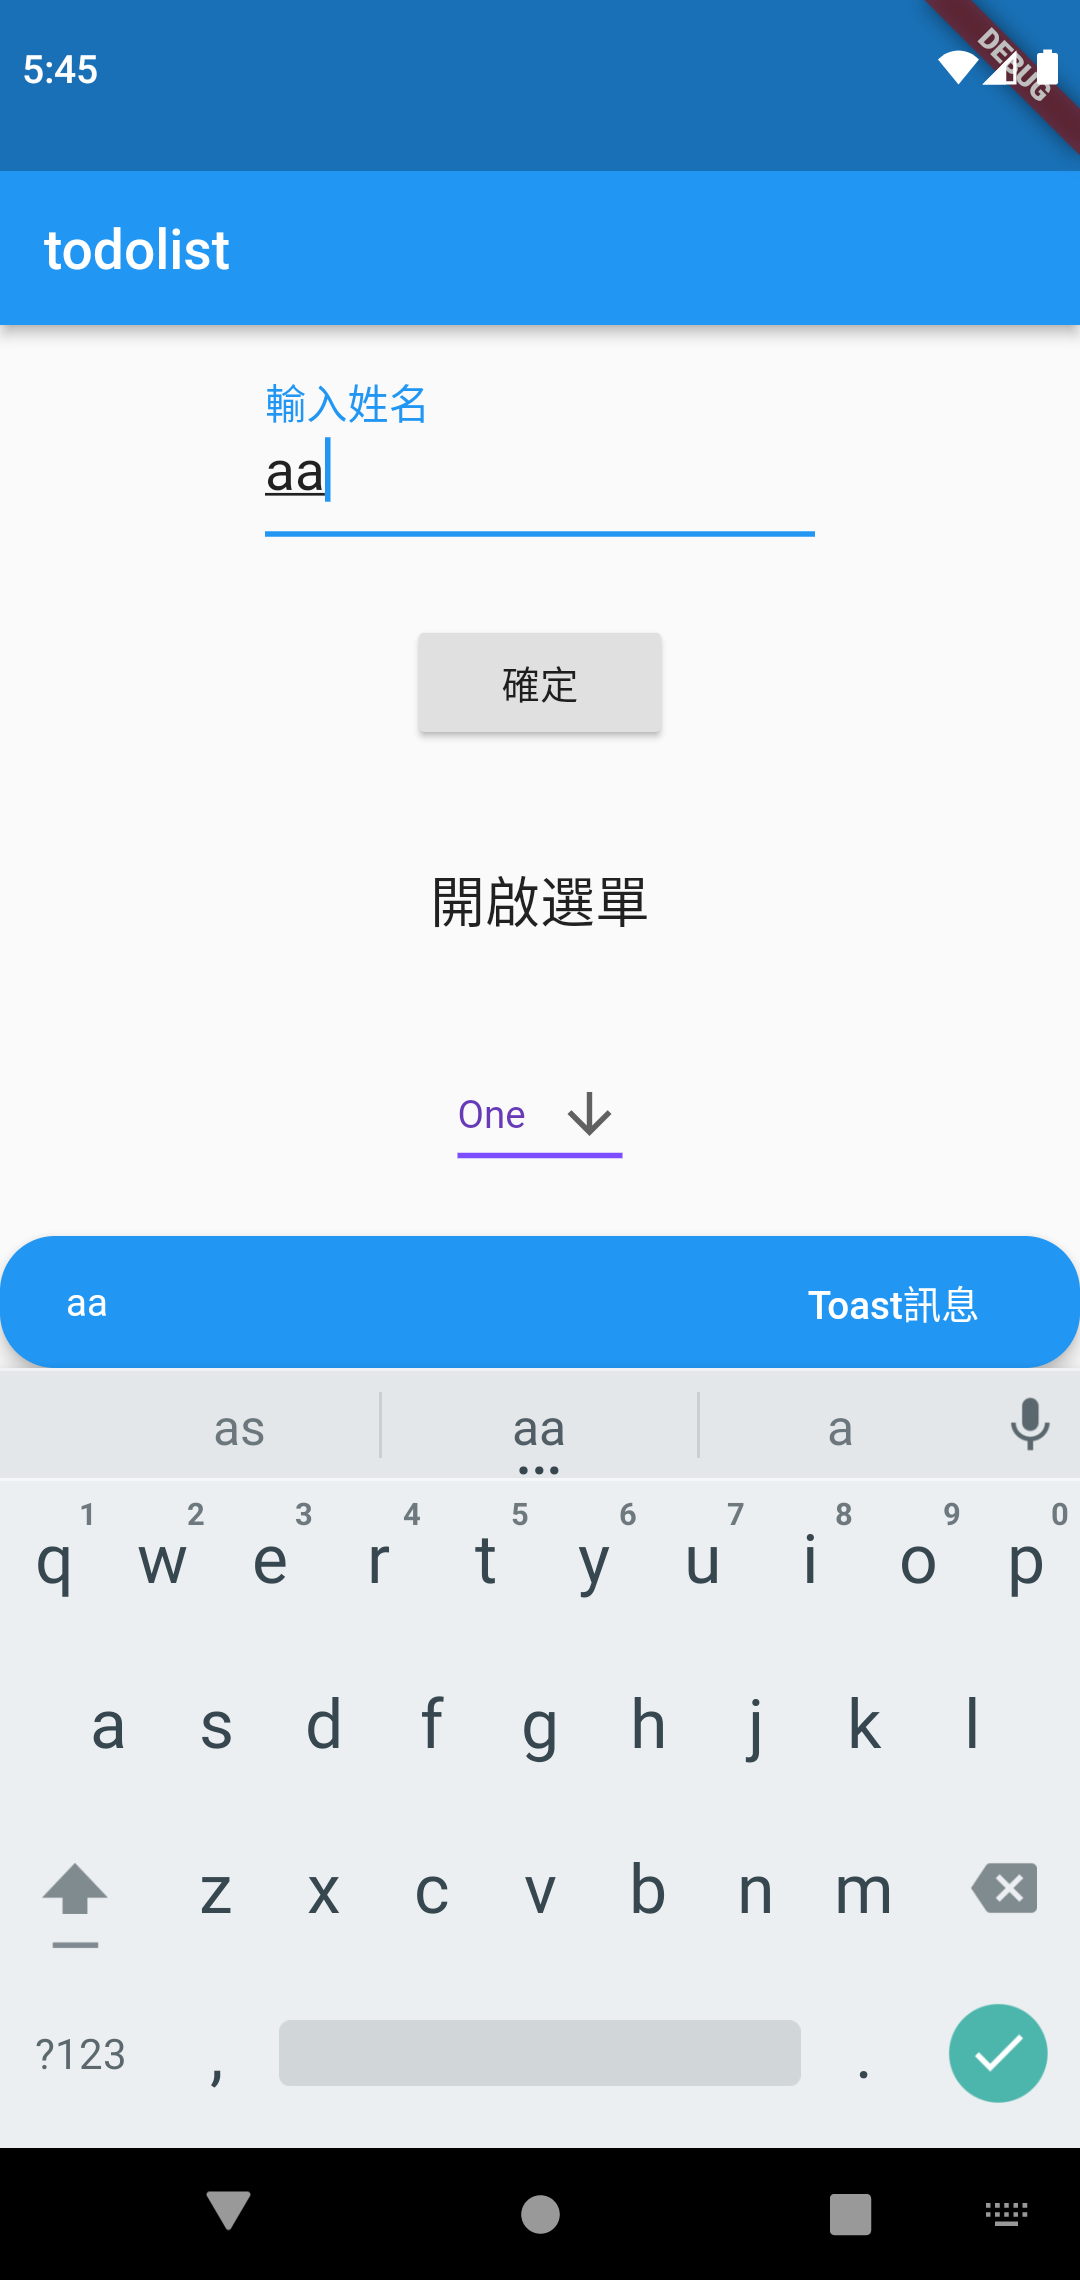 5:45
DEBUG
todolist
輸入姓名
aa
確定
開啟選單
One
aa Toast訊息
as aa a
1 2 3 4 5 6 7 8 9 0
q w e r t y u i o p
a s d f g h j k l
z x c v b n m
?123 , .